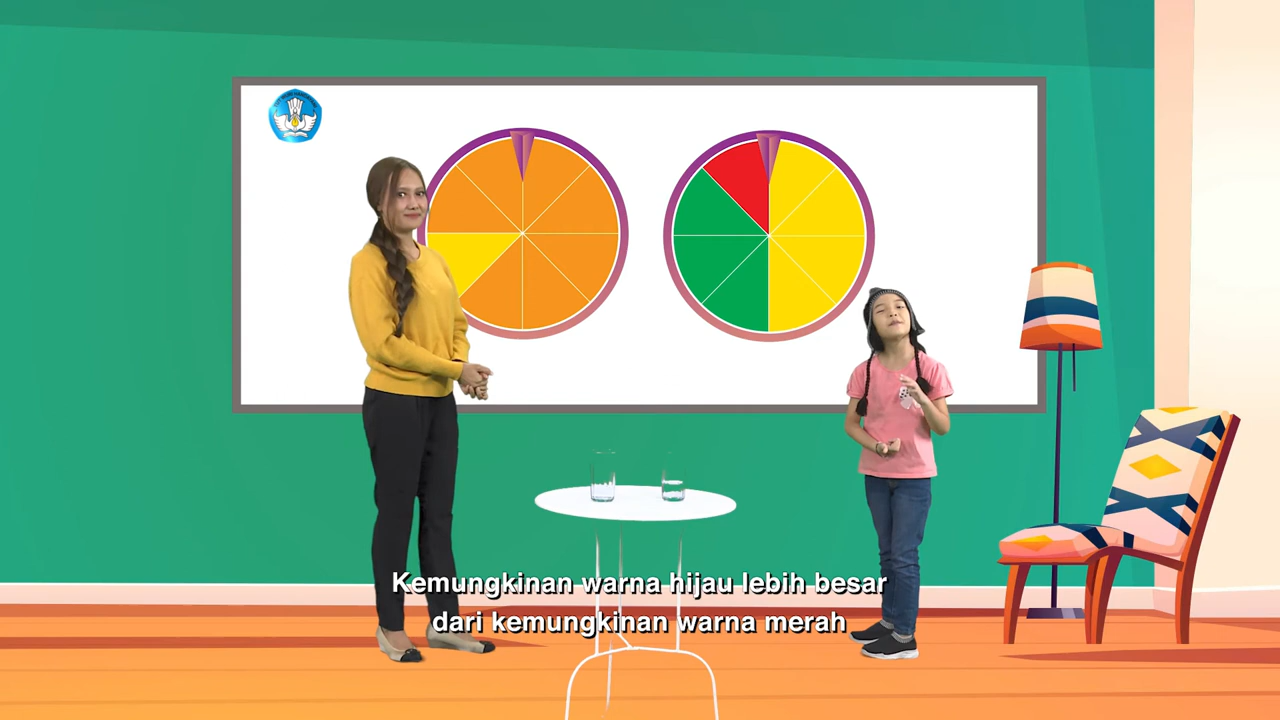 Kemungkinan warna hijau lebih besar
dari kemungkinan warna merah